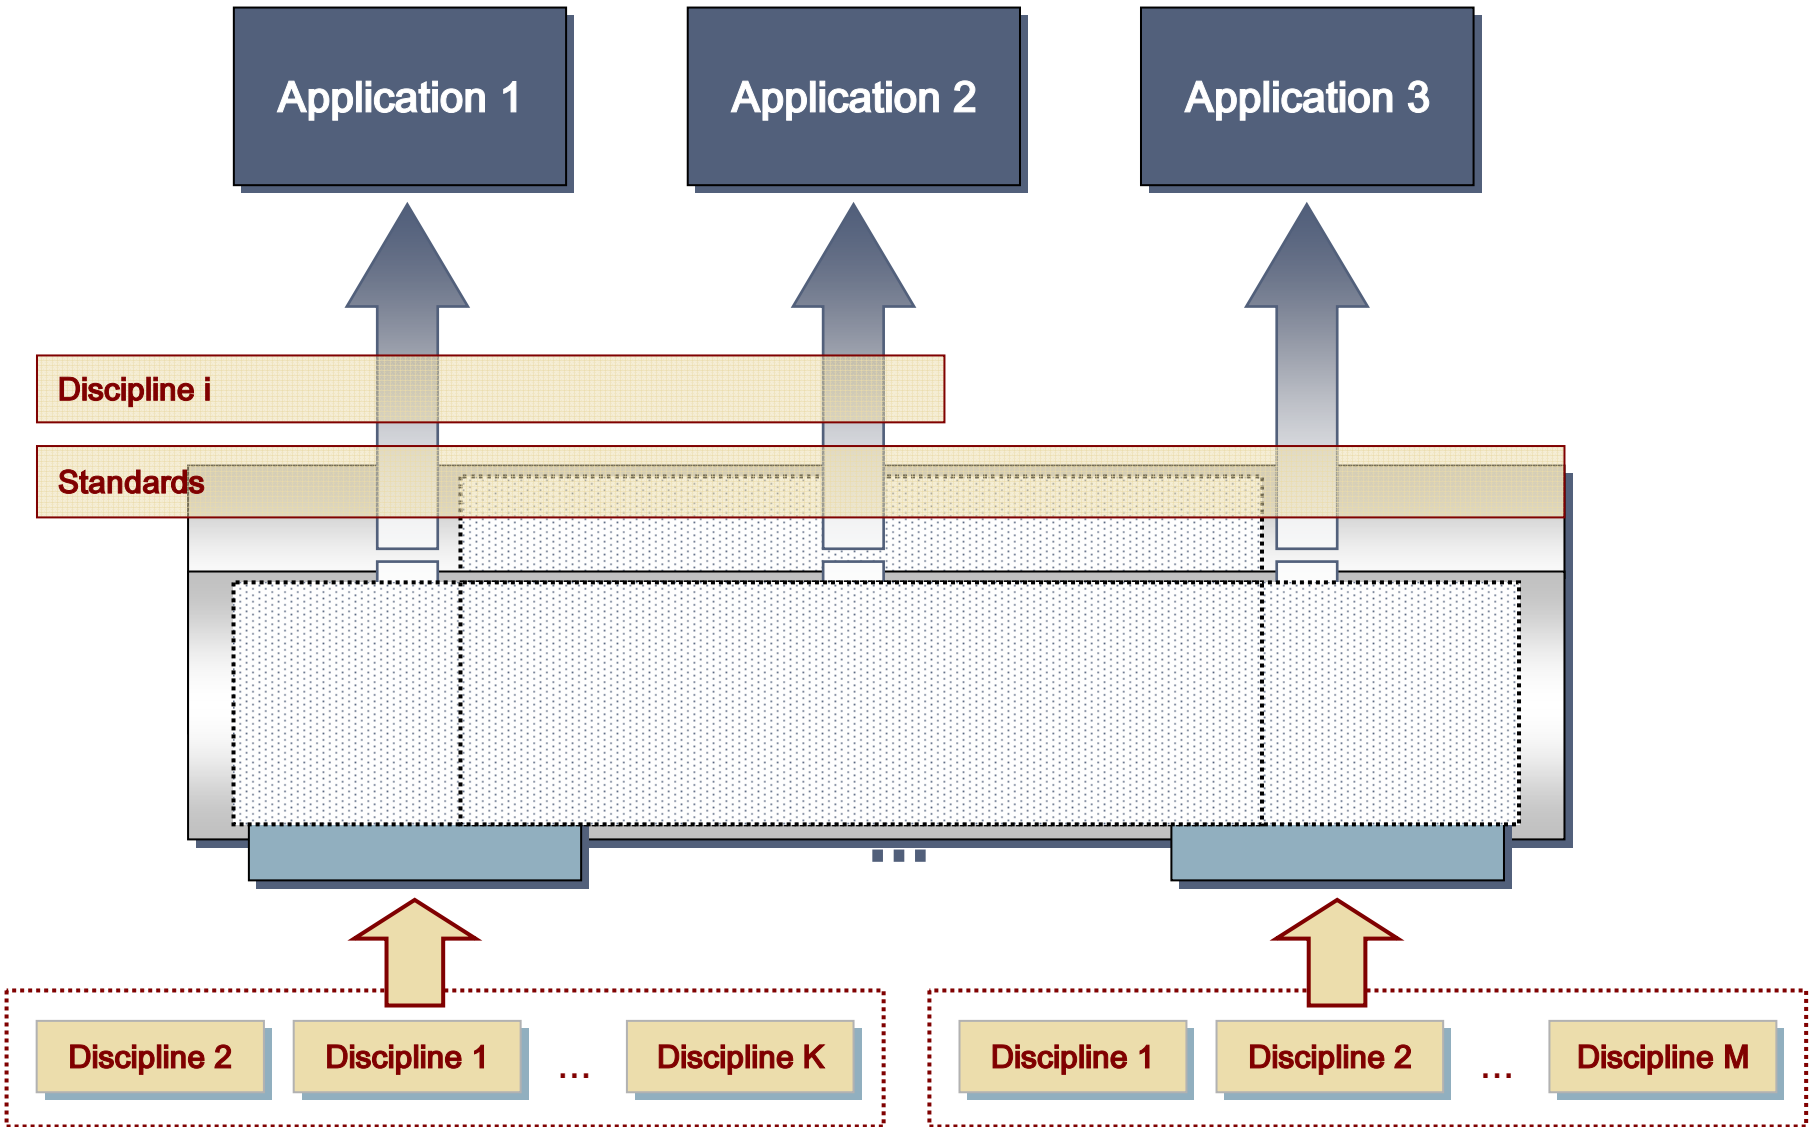 Application 1
Application 2
Application 3
Discipline i
Standards
...
Discipline 2
Discipline 1
...
Discipline K
Discipline 1
Discipline 2
...
Discipline M